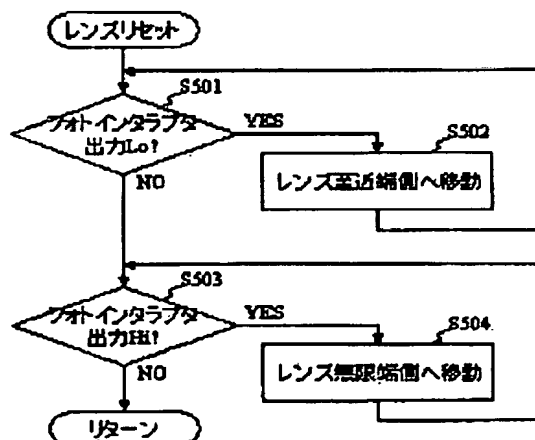 レンズリセット
S501
フォトインタラプタ
出力Lo?
YES
NO
S502
レンズ至近端側へ移動
S503
フォトインタラプタ
出力Hi?
YES
NO
S504
レンズ無限端側へ移動
リターン